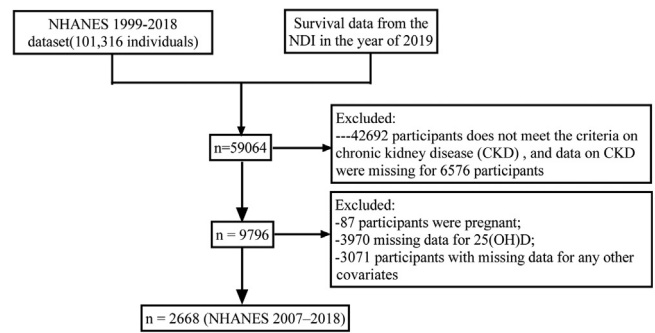 NHANES 1999-2018
dataset(101,316 individuals)
Survival data from the
NDI in the year of 2019
n=59064
Excluded:
---42692 participants does not meet the criteria on
chronic kidney disease (CKD) , and data on CKD
were missing for 6576 participants
n = 9796
Excluded:
-87 participants were pregnant;
-3970 missing data for 25(OH)D;
-3071 participants with missing data for any other
covariates
n = 2668 (NHANES 2007–2018)